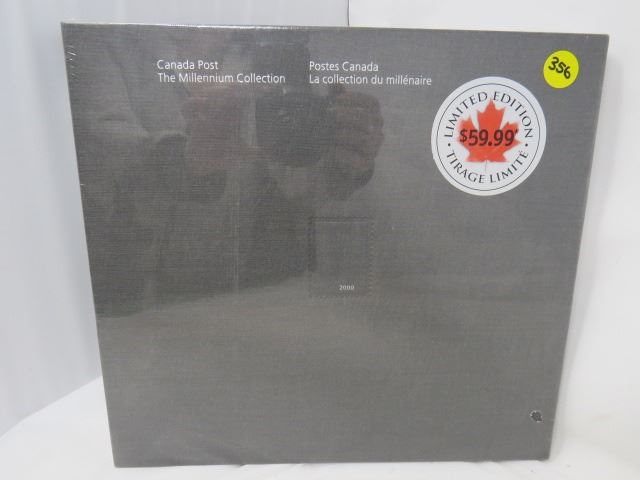 Canada Post
The Millennium Collection
Postes Canada
La collection du millénaire
356
LIMITED EDITION
$59.99*
TIRAGE LIMITÉ
2000